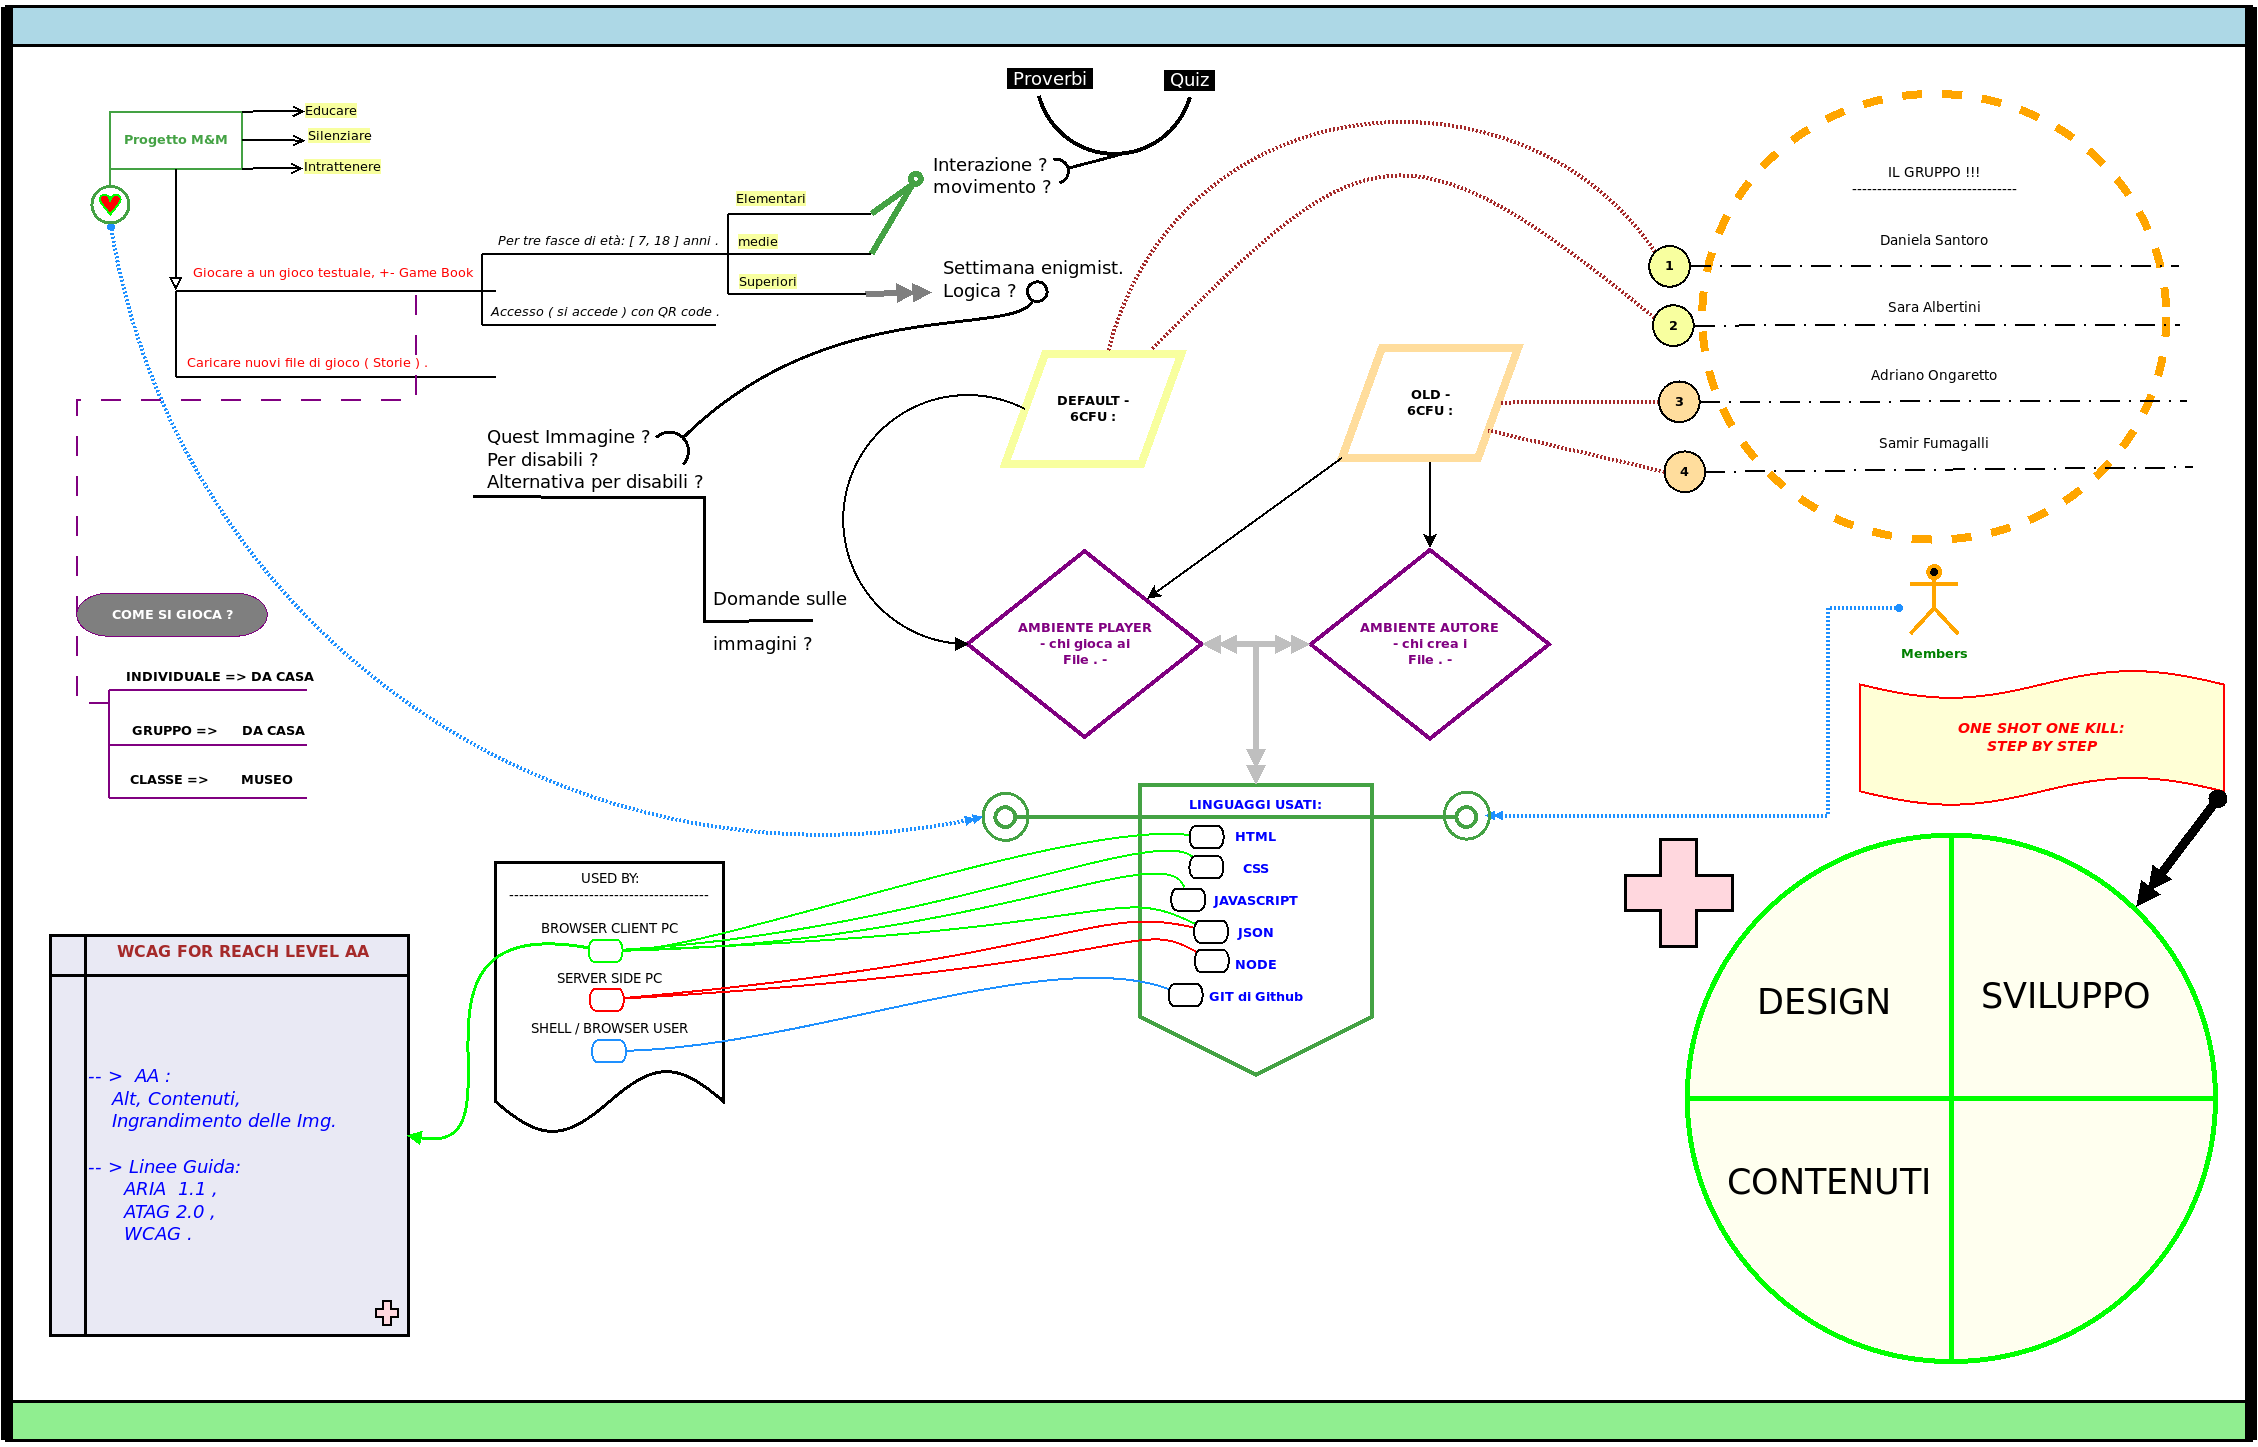 Proverbi
Quiz
Progetto M&M
Educare
Silenziare
Intrattenere
Interazione ?
movimento ?
Giocare a un gioco testuale, +- Game Book
Caricare nuovi file di gioco ( Storie ) .
Per tre fasce di età: [ 7, 18 ] anni .
Accesso ( si accede ) con QR code .
Elementari
medie
Superiori
Settimana enigmist.
Logica ?
Quest Immagine ?
Per disabili ?
Alternativa per disabili ?
Domande sulle
immagini ?
IL GRUPPO !!!
---------------------------------
Daniela Santoro
1
Sara Albertini
2
Adriano Ongaretto
3
Samir Fumagalli
4
DEFAULT -
6CFU :
OLD -
6CFU :
AMBIENTE PLAYER
- chi gioca ai
File . -
AMBIENTE AUTORE
- chi crea i
File . -
Members
ONE SHOT ONE KILL:
STEP BY STEP
COME SI GIOCA ?
INDIVIDUALE => DA CASA
GRUPPO => DA CASA
CLASSE => MUSEO
LINGUAGGI USATI:
HTML
CSS
JAVASCRIPT
JSON
NODE
GIT di Github
USED BY:
----------------------------------------
BROWSER CLIENT PC
SERVER SIDE PC
SHELL / BROWSER USER
WCAG FOR REACH LEVEL AA
-- > AA :
Alt, Contenuti,
Ingrandimento delle Img.
-- > Linee Guida:
ARIA 1.1 ,
ATAG 2.0 ,
WCAG .
DESIGN
SVILUPPO
CONTENUTI